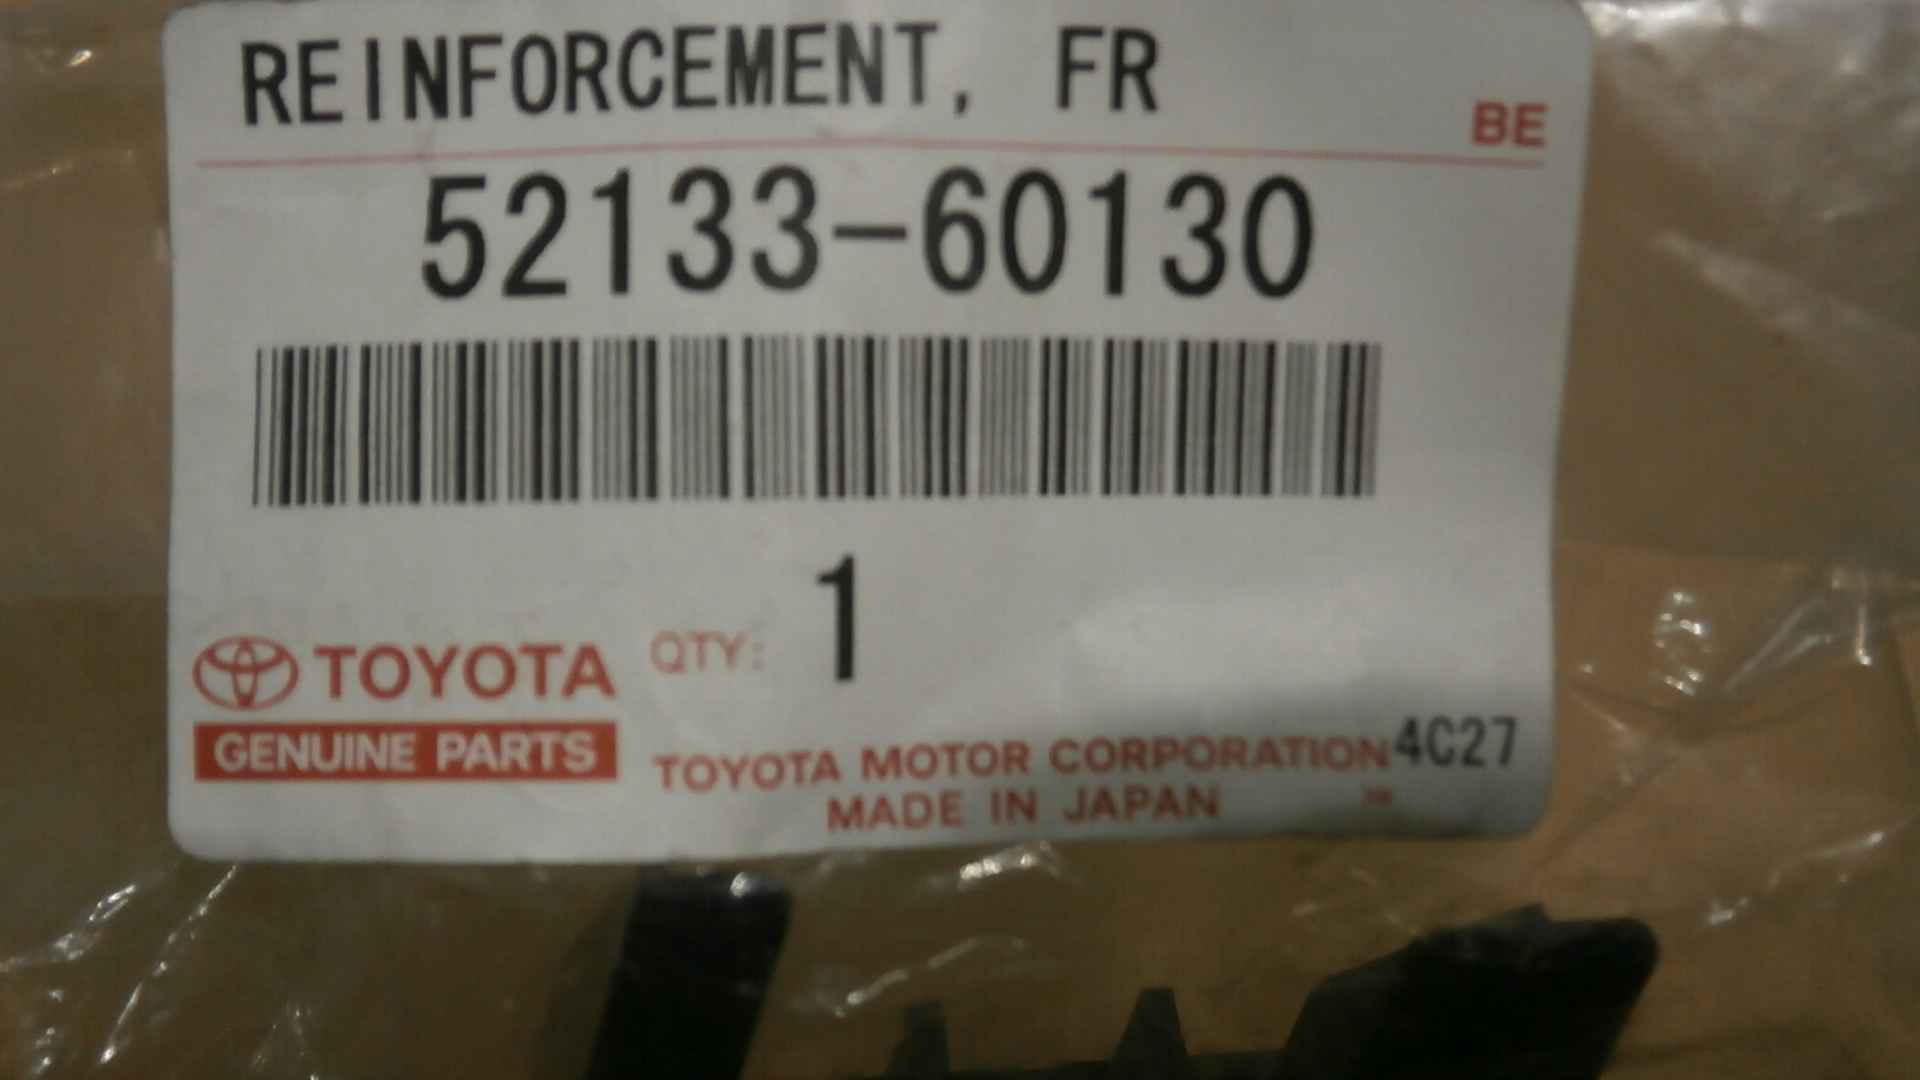 REINFORCEMENT, FR
BE
52133-60130
1
TOYOTA QTY:
GENUINE PARTS
4C27
TOYOTA MOTOR CORPORATION
MADE IN JAPAN